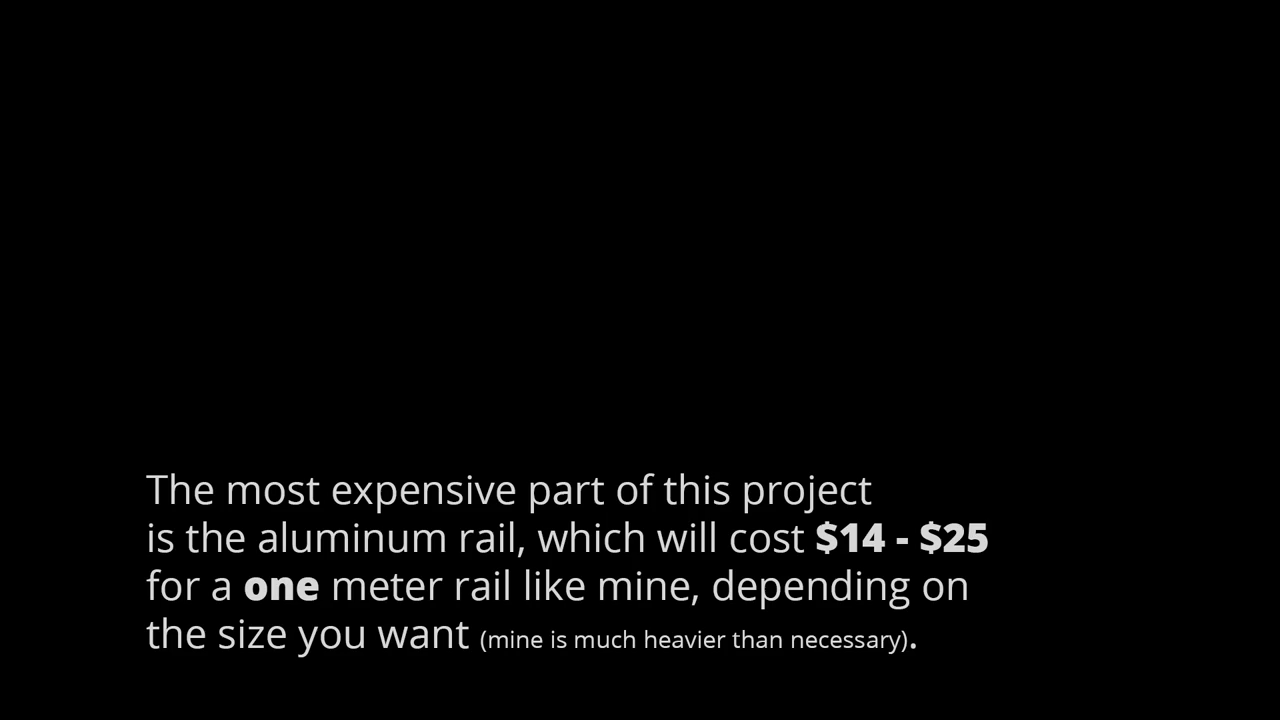 The most expensive part of this project
is the aluminum rail, which will cost $14 - $25
for a one meter rail like mine, depending on
the size you want (mine is much heavier than necessary).